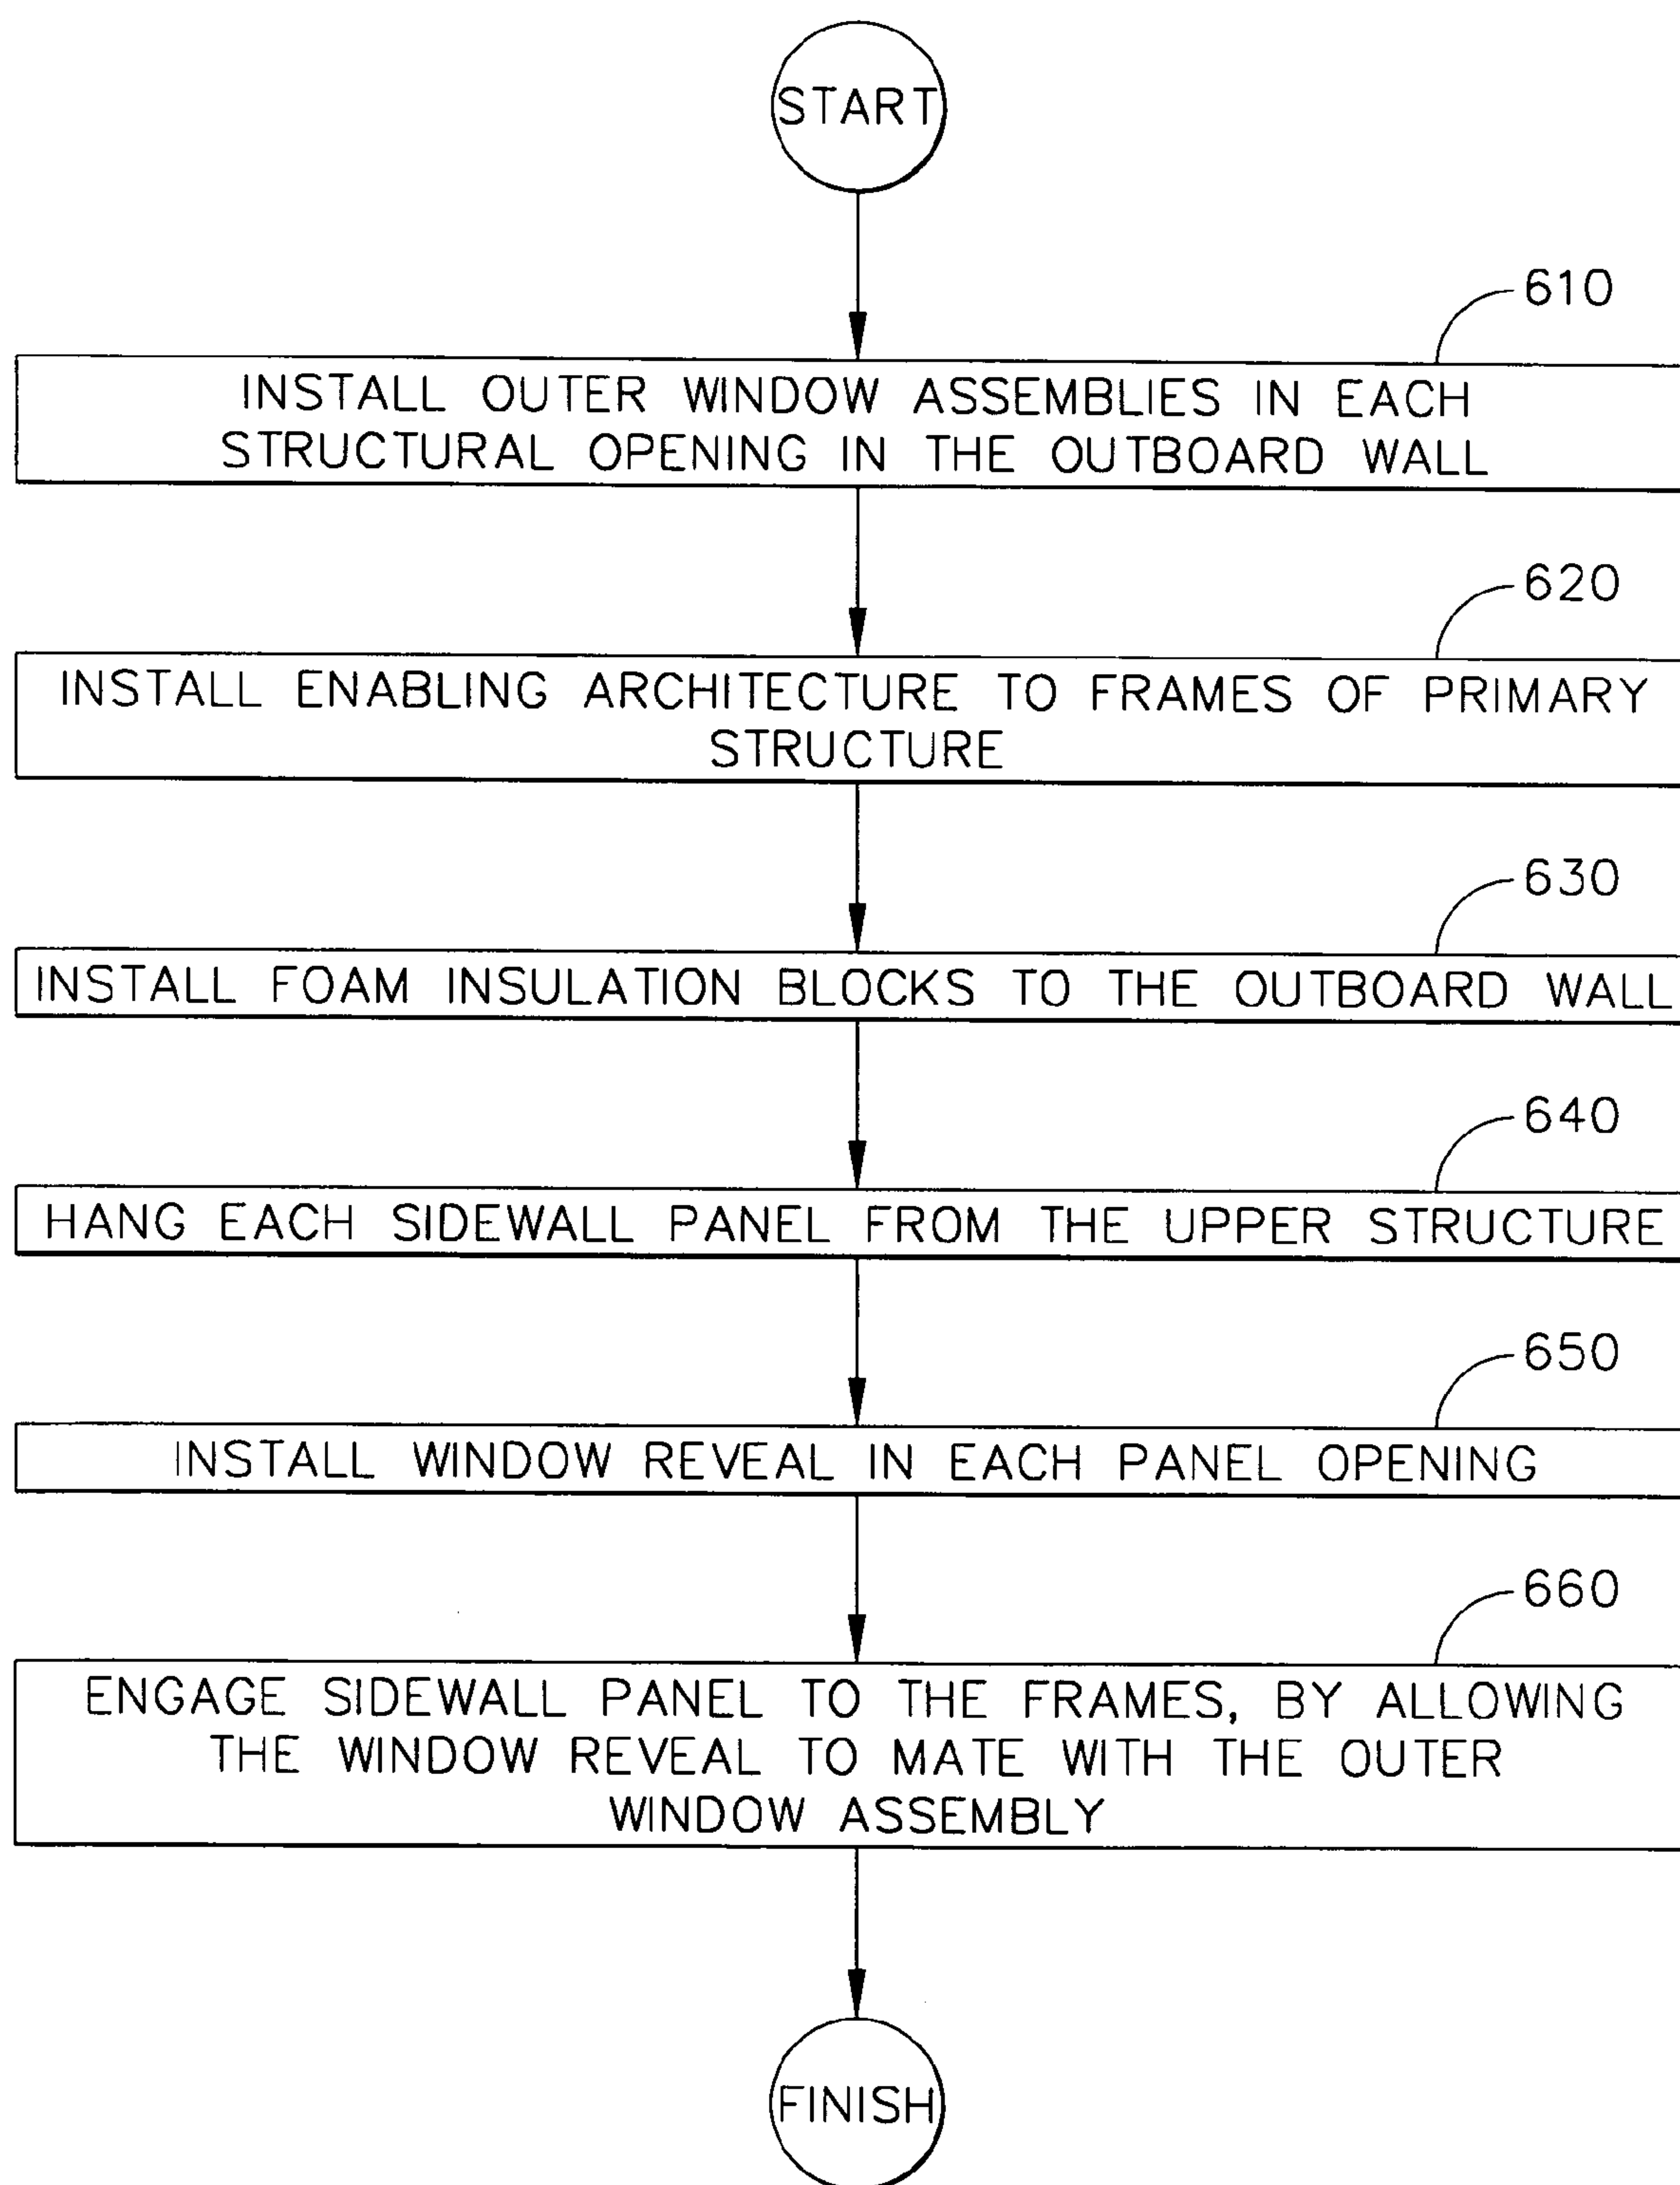 START
610
INSTALL OUTER WINDOW ASSEMBLIES IN EACH
STRUCTURAL OPENING IN THE OUTBOARD WALL
620
INSTALL ENABLING ARCHITECTURE TO FRAMES OF PRIMARY
STRUCTURE
630
INSTALL FOAM INSULATION BLOCKS TO THE OUTBOARD WALL
640
HANG EACH SIDEWALL PANEL FROM THE UPPER STRUCTURE
650
INSTALL WINDOW REVEAL IN EACH PANEL OPENING
660
ENGAGE SIDEWALL PANEL TO THE FRAMES, BY ALLOWING
THE WINDOW REVEAL TO MATE WITH THE OUTER
WINDOW ASSEMBLY
FINISH